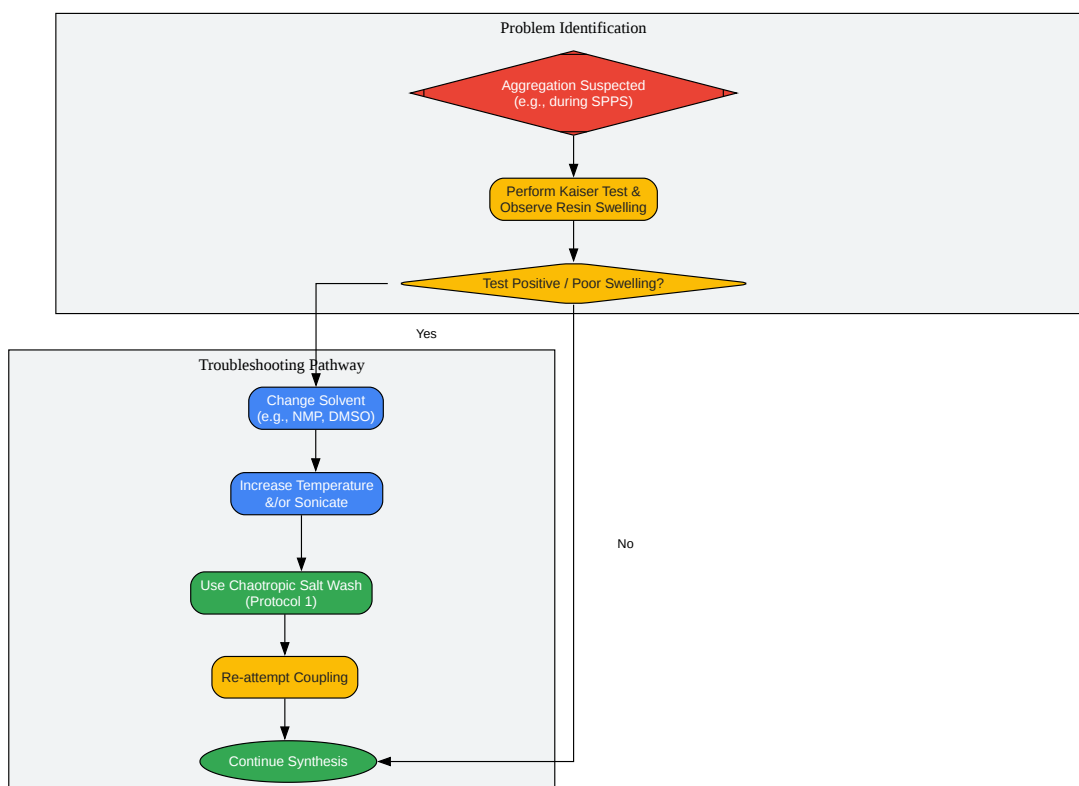 Problem Identification
Aggregation Suspected
(e.g., during SPPS)
Perform Kaiser Test &
Observe Resin Swelling
Test Positive / Poor Swelling?
Yes
Troubleshooting Pathway
Change Solvent
(e.g., NMP, DMSO)
Increase Temperature
&/or Sonicate
No
Use Chaotropic Salt Wash
(Protocol 1)
Re-attempt Coupling
Continue Synthesis